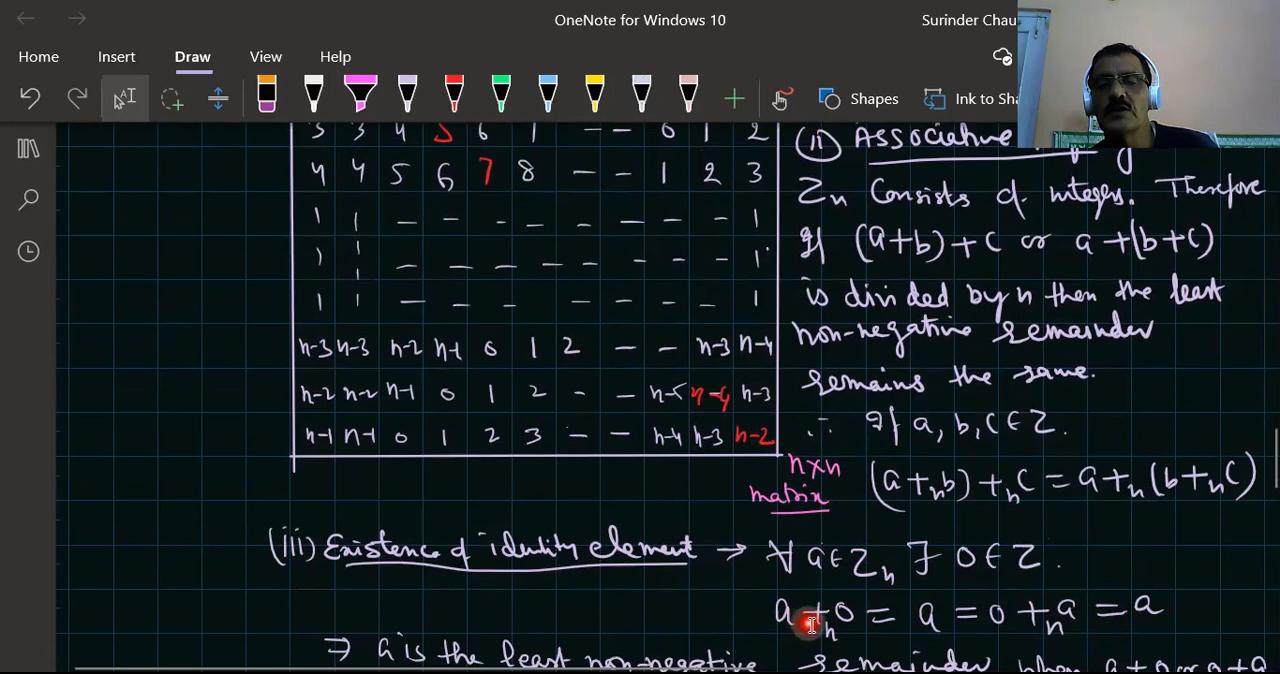 OneNote for Windows 10
Surinder Chau
Home Insert Draw View Help
Shapes
Ink to Sha
3 3 4 5 6 1 - - 0 1 2
4 4 5 6 7 8 - - 1 2 3
1 1 - - - - - - - 1
1 1 - - - - - - - 1
1 1 - - - - - - 1
n-3 n-3 n-2 n-1 0 1 2 - - n-3 n-4
n-2 n-2 n-1 0 1 2 - - n-5 n-4 n-3
n-1 n-1 0 1 2 3 - - n-4 n-3 n-2
n×n
matrix
(ii) Associative
Zn Consists of integers. Therefore
If (a+b)+c or a+(b+c)
is divided by n then the least
non-negative remainder
remains the same.
∴ If a, b, c ∈ Z.
(a +n b) +n c = a +n (b +n c)
(iii) Existence of identity element → ∀ a ∈ Zn ∃ 0 ∈ Z.
a +n 0 = a = 0 +n a = a
⇒ a is the least non-negative remainder when a+0 or 0+a